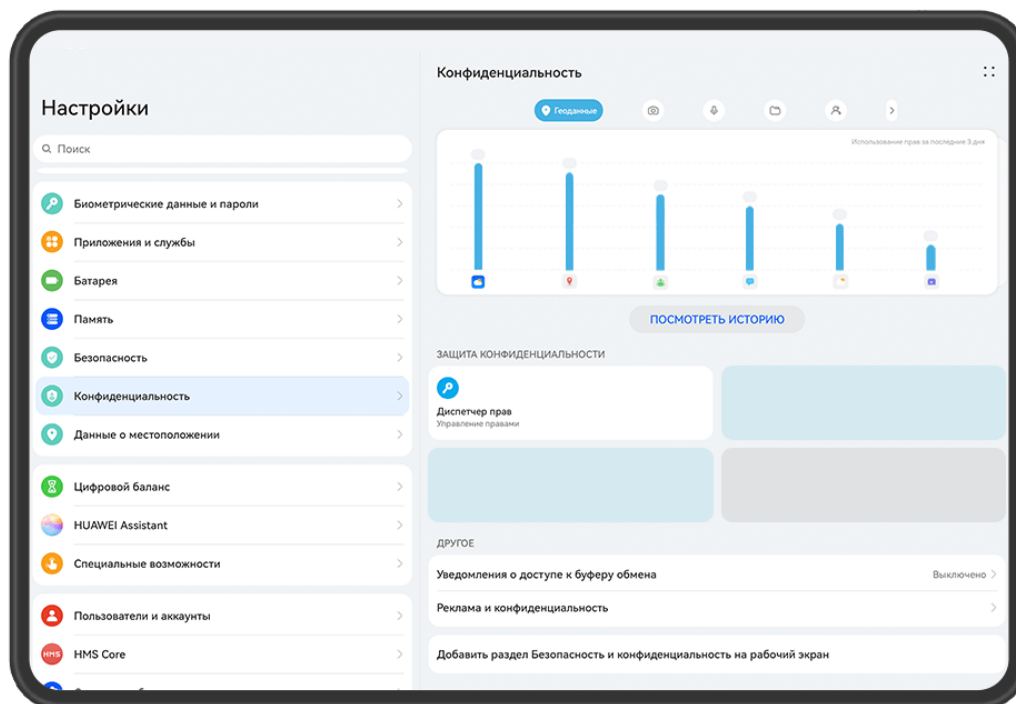 Настройки
Поиск
Биометрические данные и пароли
Приложения и службы
Батарея
Память
Безопасность
Конфиденциальность
Данные о местоположении
Цифровой баланс
HUAWEI Assistant
Специальные возможности
Пользователи и аккаунты
HMS
HMS Core
Конфиденциальность
Геоданные
Использование прав за последние 3 дня
ПОСМОТРЕТЬ ИСТОРИЮ
ЗАЩИТА КОНФИДЕНЦИАЛЬНОСТИ
Диспетчер прав
Управление правами
ДРУГОЕ
Уведомления о доступе к буферу обмена
Выключено
Реклама и конфиденциальность
Добавить раздел Безопасность и конфиденциальность на рабочий экран